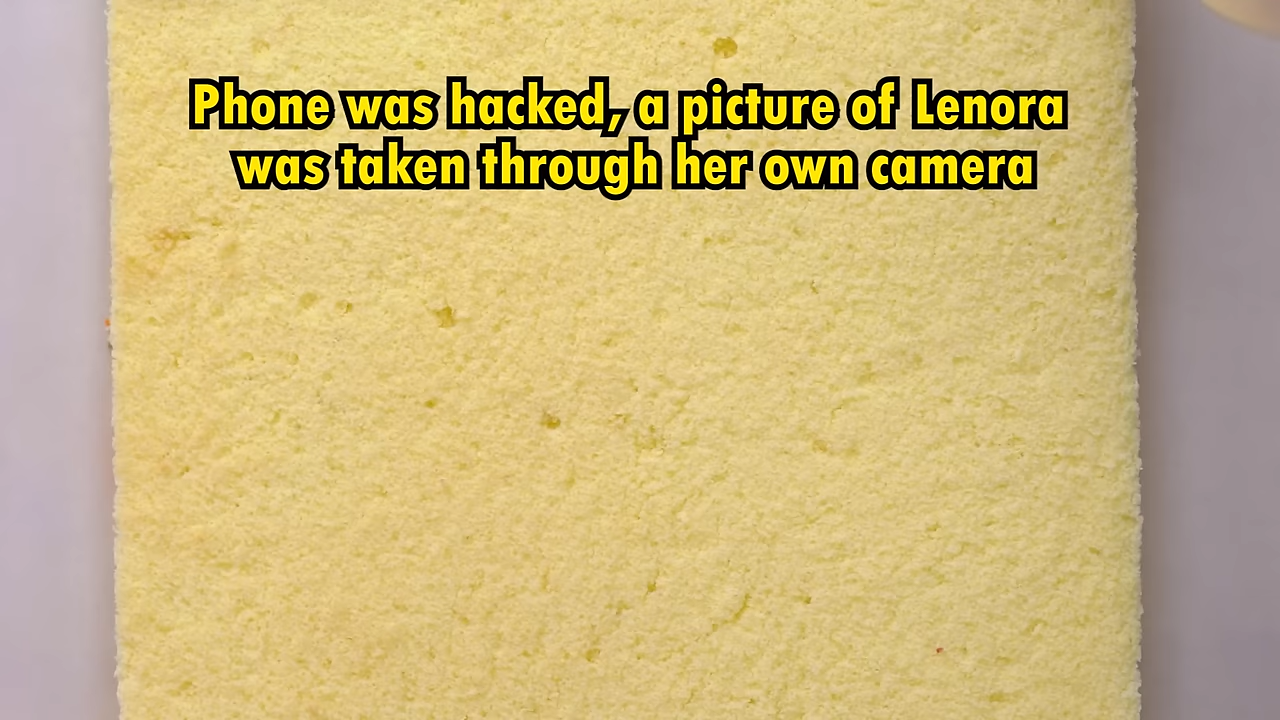 Phone was hacked, a picture of Lenora
was taken through her own camera